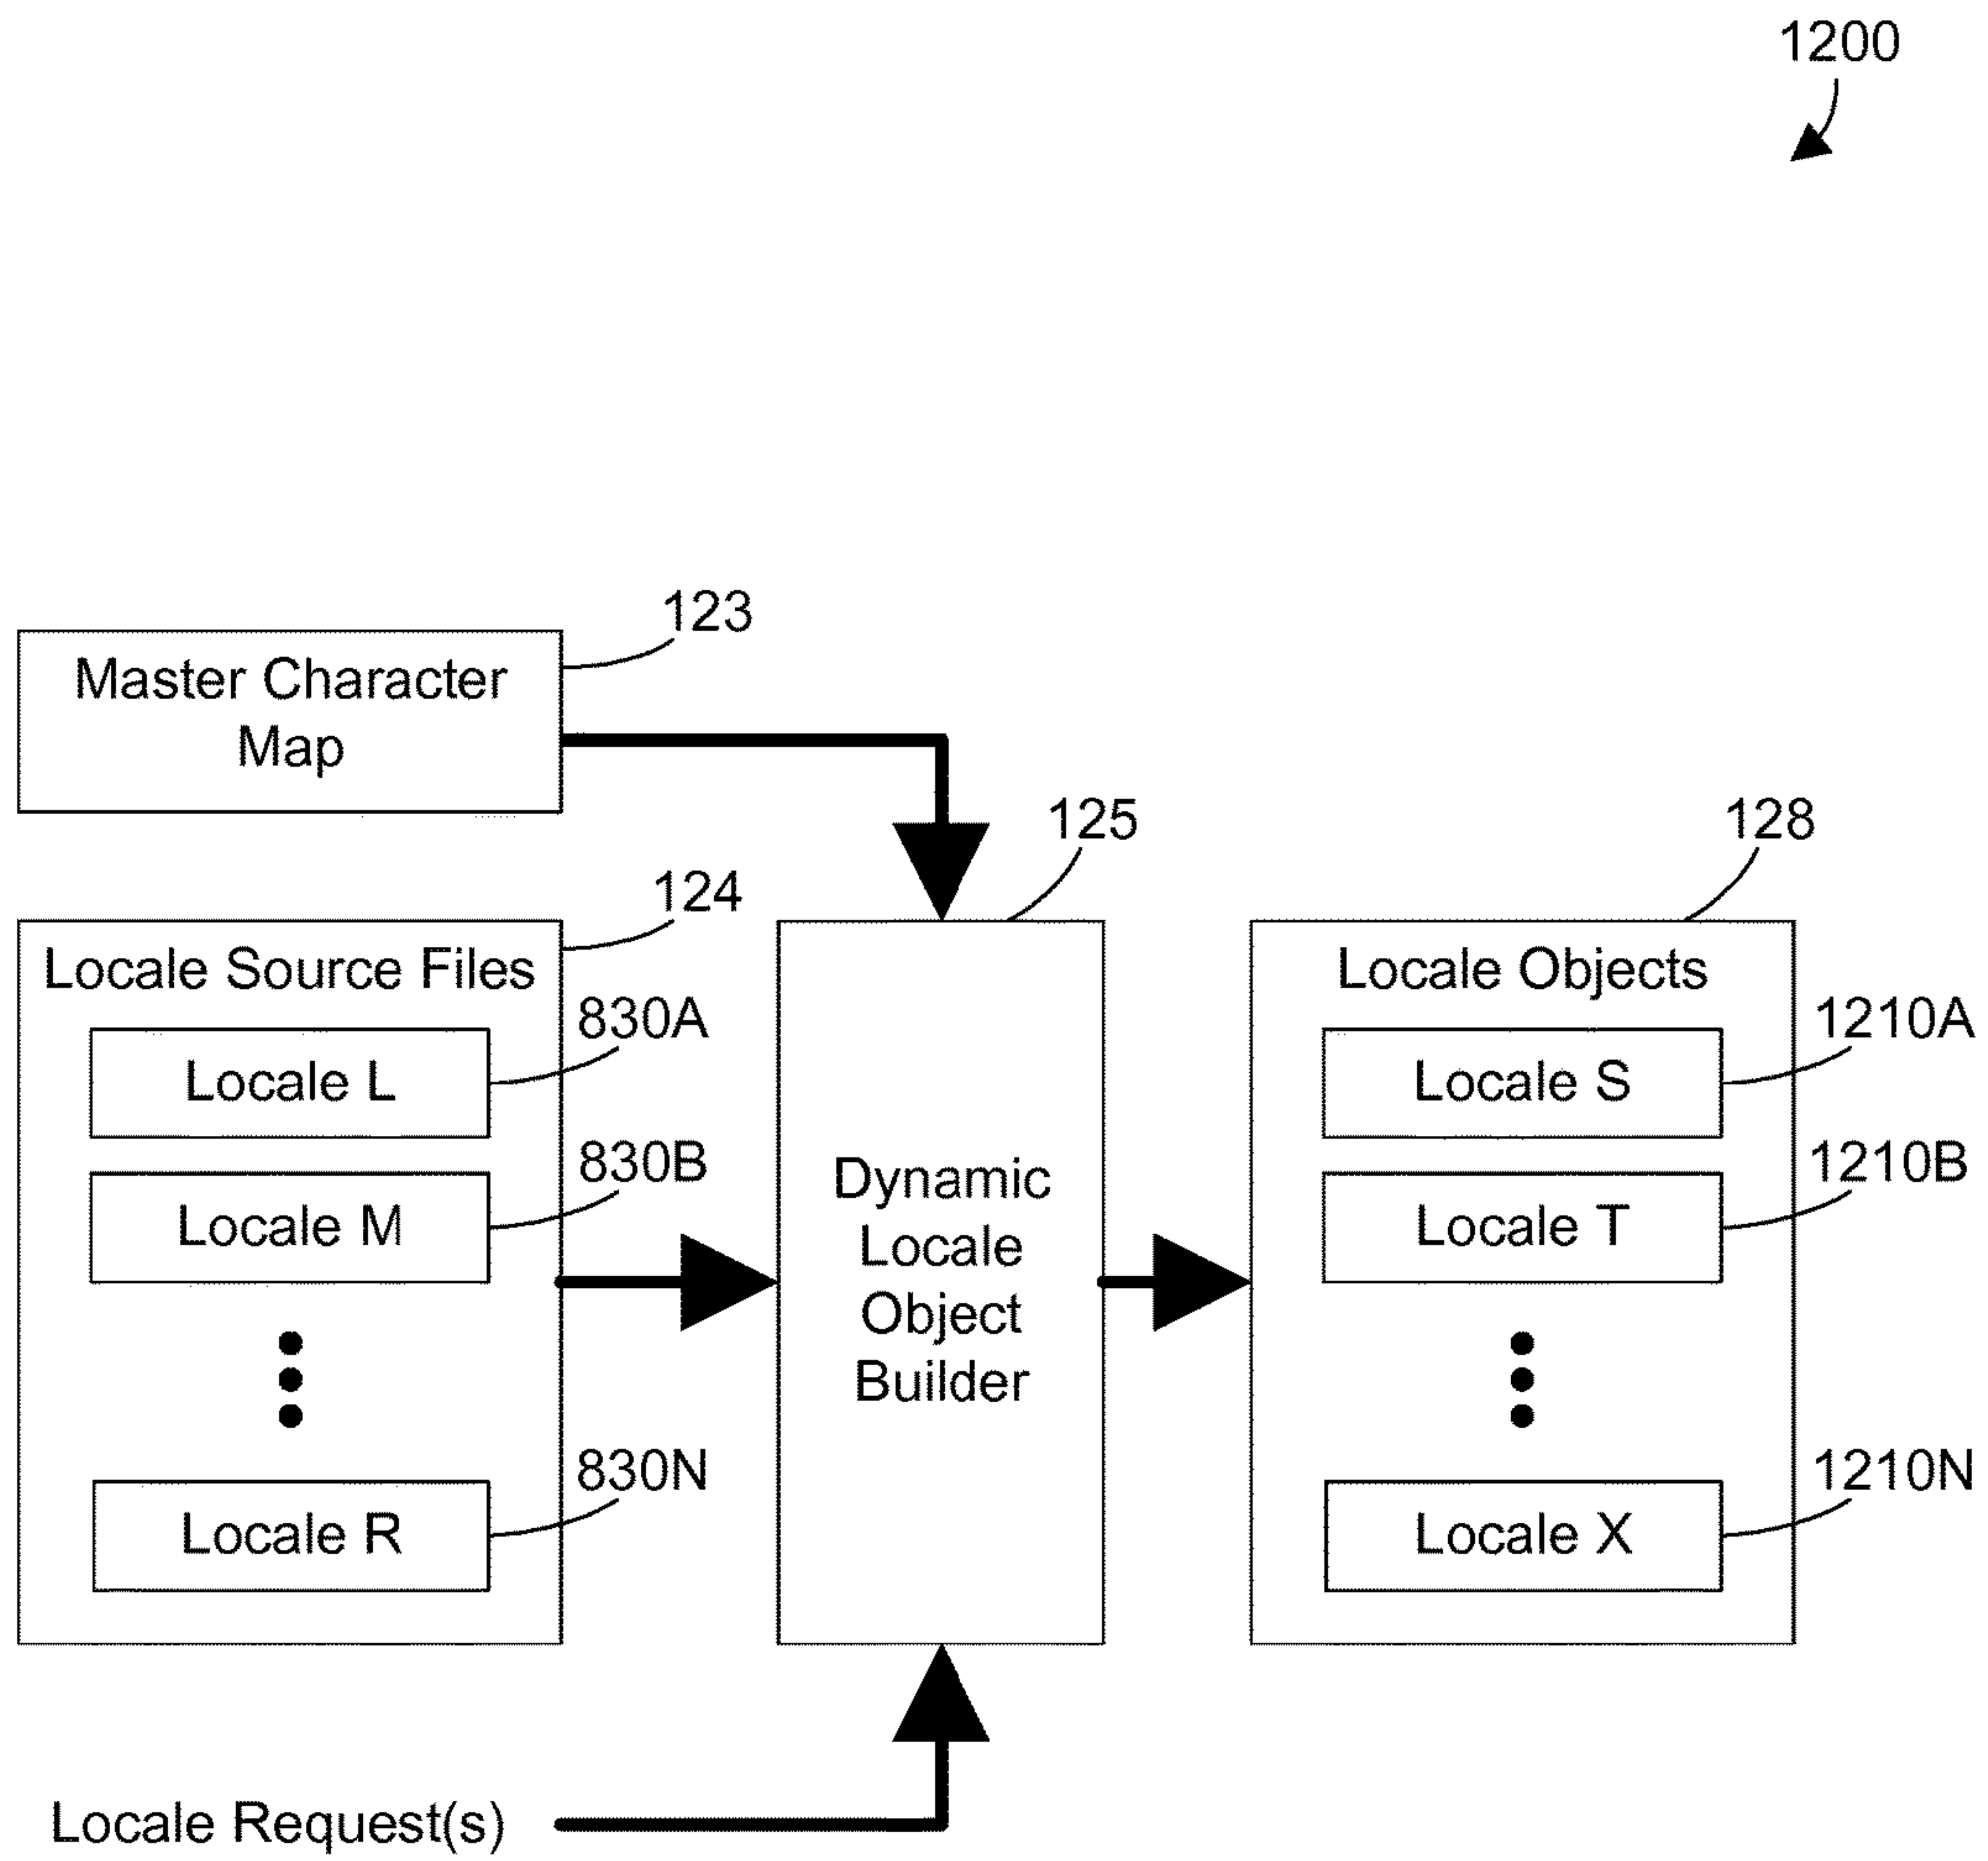 1200
123
Master Character
Map
125
128
124
Locale Source Files
Locale Objects
830A
1210A
Locale L
Locale S
830B
1210B
Locale M
Locale T
Dynamic
Locale
Object
Builder
830N
1210N
Locale R
Locale X
Locale Request(s)